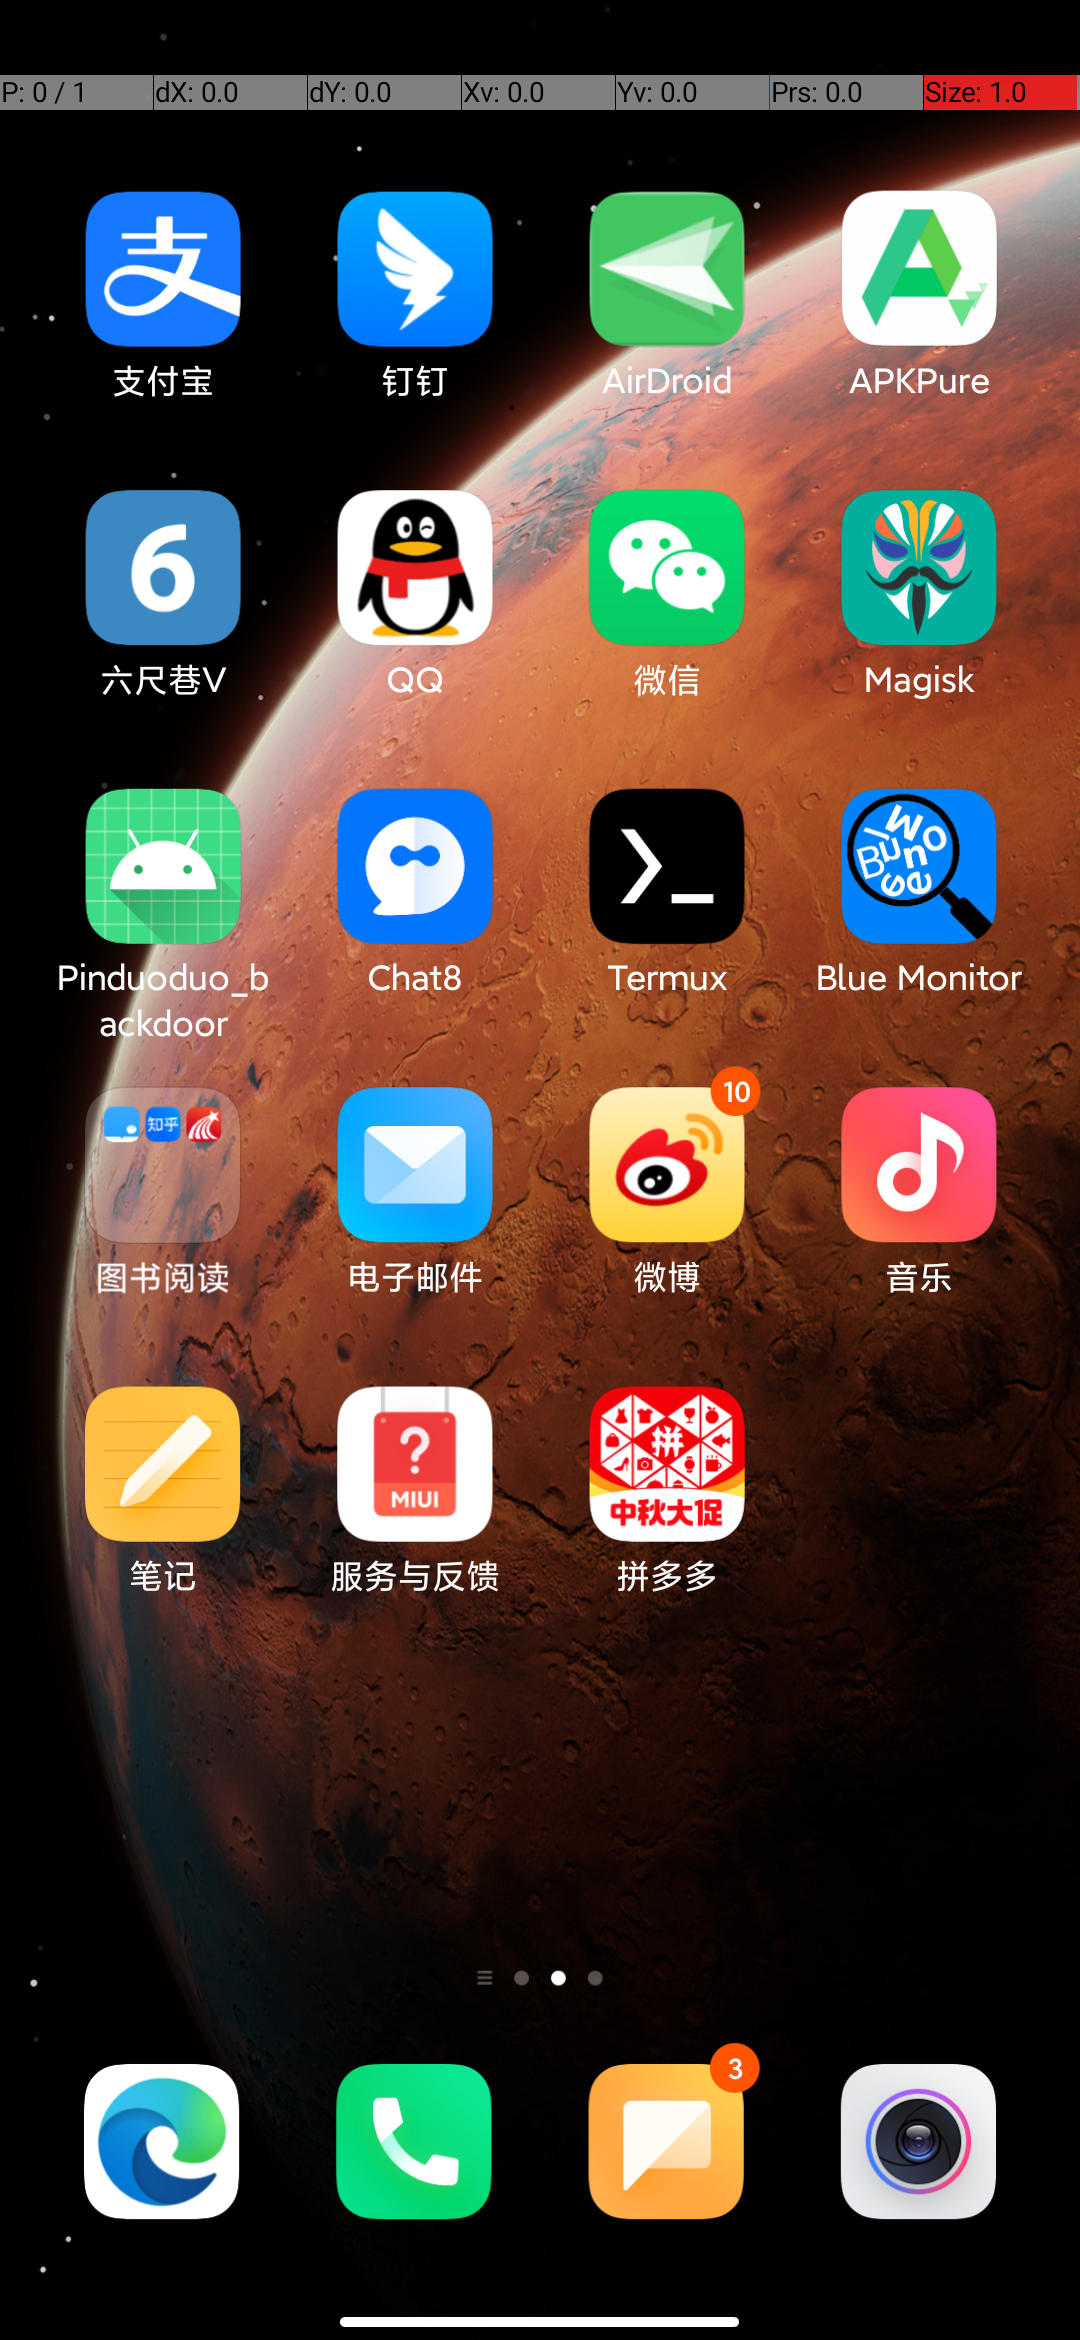 P: 0 / 1 dX: 0.0 dY: 0.0 Xv: 0.0 Yv: 0.0 Prs: 0.0 Size: 1.0
支
支付宝 钉钉 AirDroid APKPure
6
六尺巷V QQ 微信 Magisk
Pinduoduo_b
ackdoor
Chat8 Termux Blue Monitor
知乎
10
图书阅读 电子邮件 微博 音乐
?
MIUI
拼
中秋大促
笔记 服务与反馈 拼多多
3